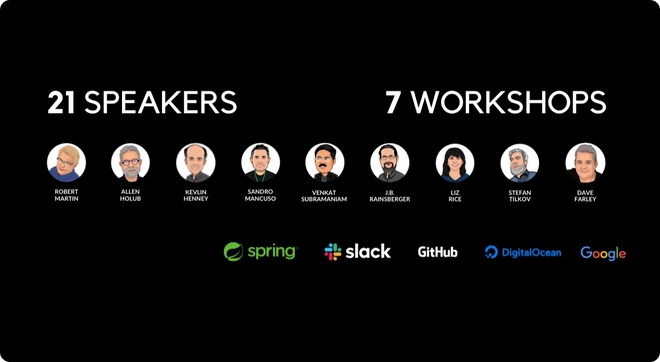 21 SPEAKERS
7 WORKSHOPS
ROBERT
MARTIN
ALLEN
HOLUB
KEVLIN
HENNEY
SANDRO
MANCUSO
VENKAT
SUBRAMANIAM
J.B.
RAINSBERGER
LIZ
RICE
STEFAN
TILKOV
DAVE
FARLEY
spring
slack
GitHub
DigitalOcean
Google